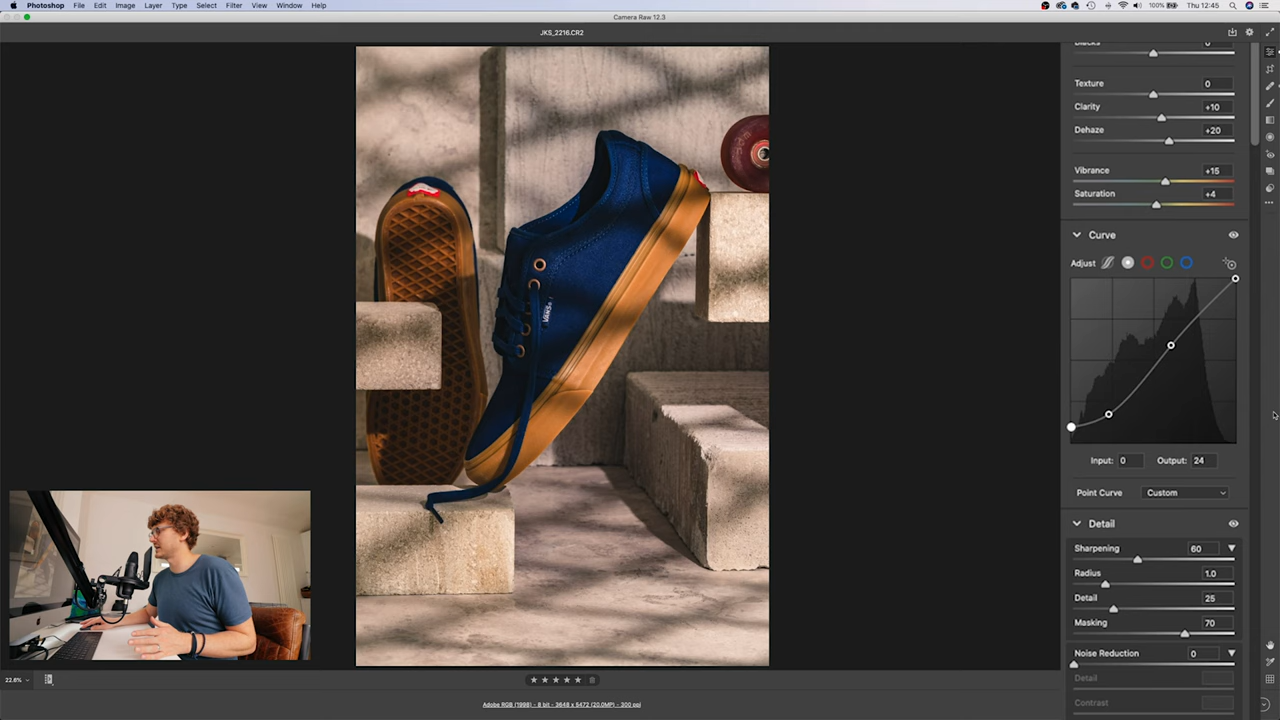 Photoshop File Edit Image Layer Type Select Filter View Window Help
100% Thu 12:45
Camera Raw 12.3
JKS_2216.CR2
Blacks 0
Texture 0
Clarity +10
Dehaze +20
Vibrance +15
Saturation +4
Curve
Adjust
Input: 0 Output: 24
Point Curve Custom
Detail
Sharpening 60
Radius 1.0
Detail 25
Masking 70
Noise Reduction 0
Detail
Contrast
VANS
22.6%
Adobe RGB (1998) - 8 bit - 3648 x 5472 (20.0MP) - 300 ppi